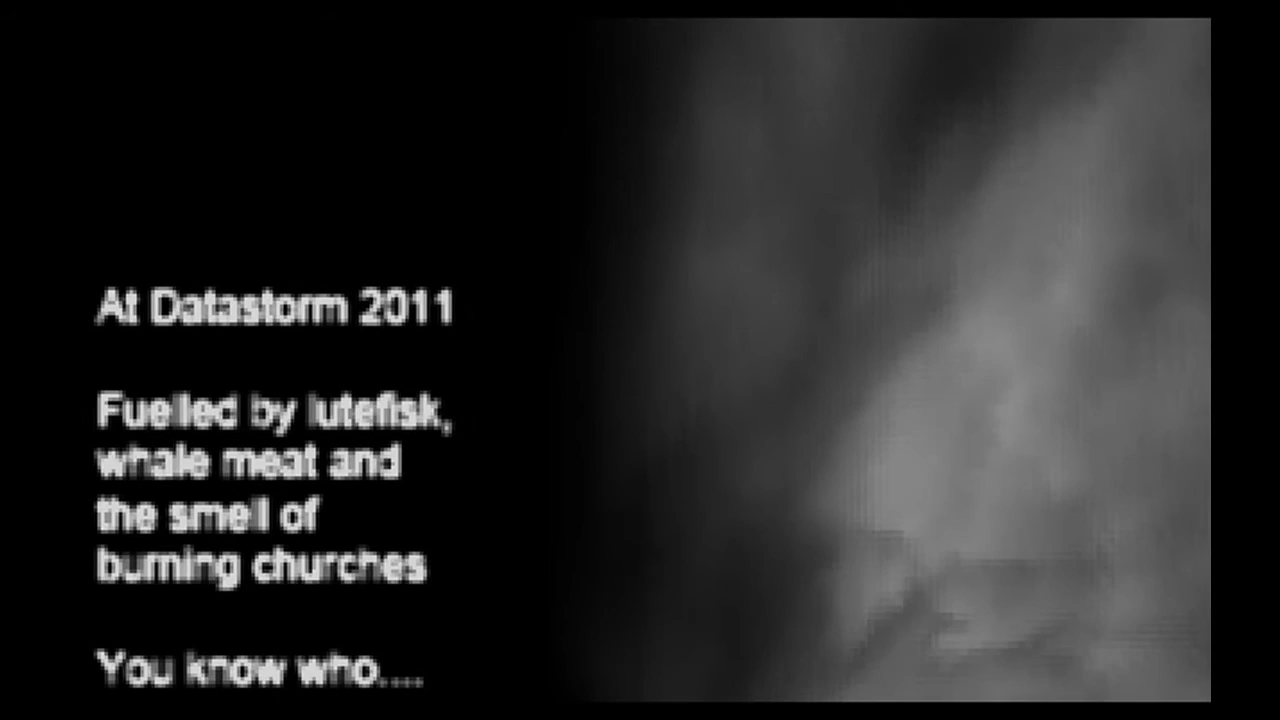 At Datastorm 2011
Fuelled by lutefisk,
whale meat and
the smell of
burning churches
You know who....